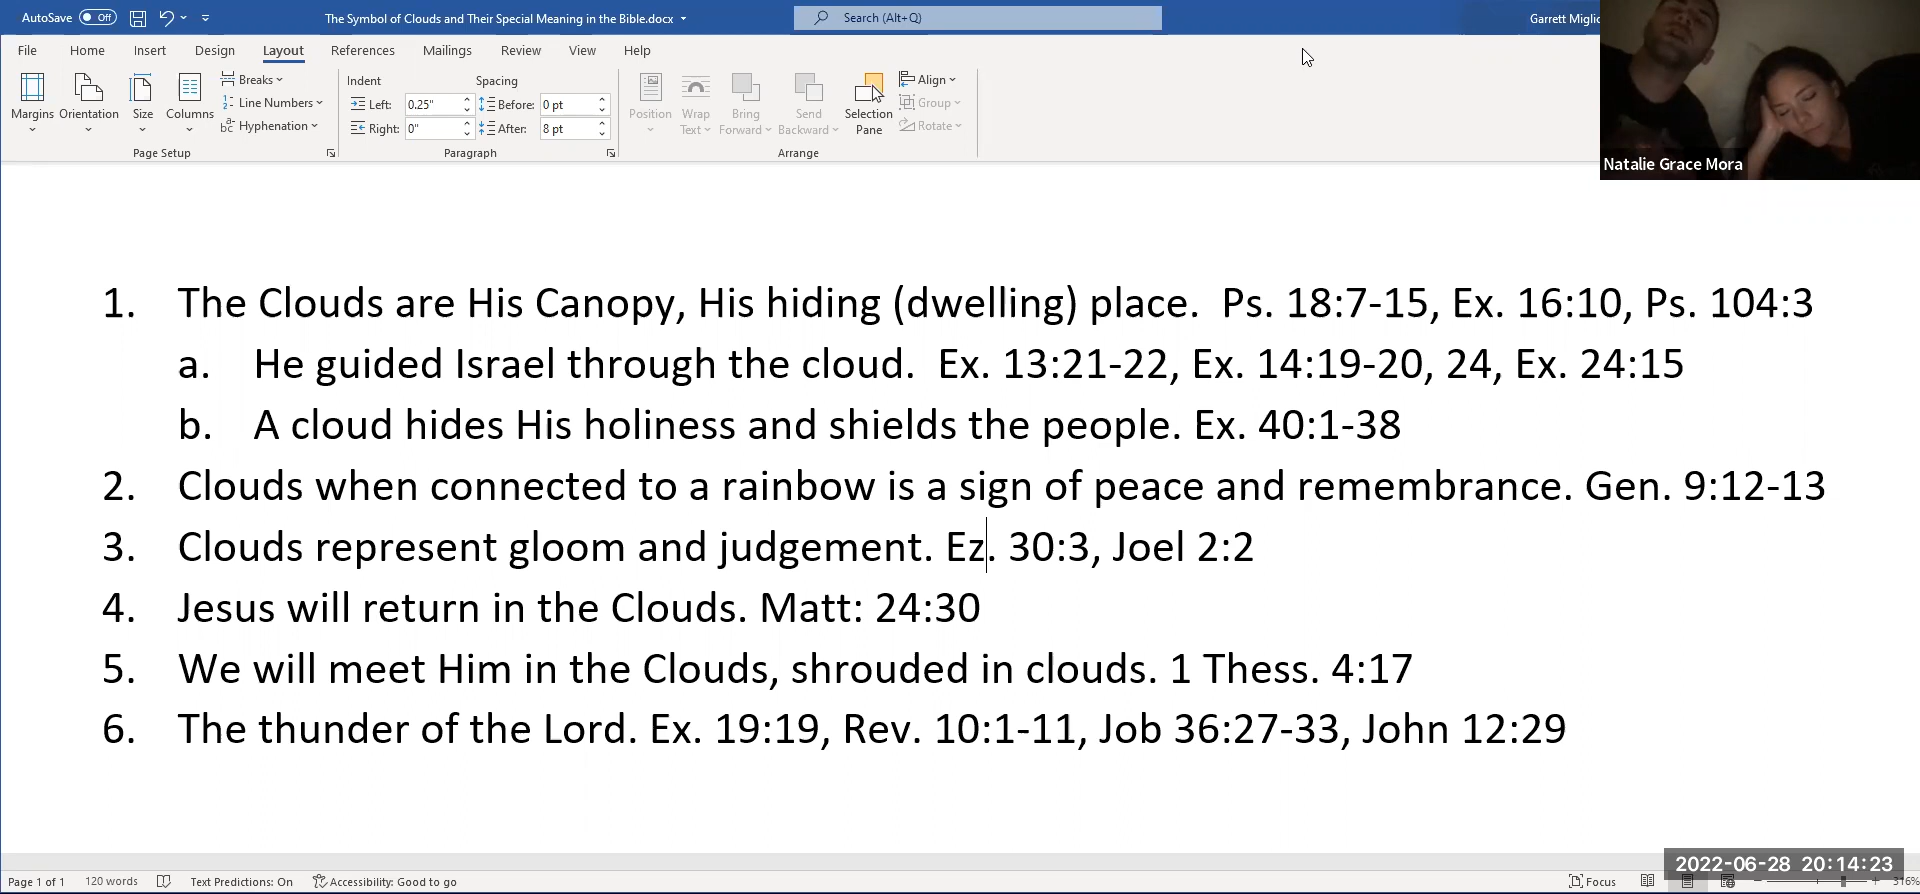 AutoSave Off The Symbol of Clouds and Their Special Meaning in the Bible.docx Search (Alt+Q) Garrett
File Home Insert Design Layout References Mailings Review View Help
Margins Orientation Size Columns
Breaks
Line Numbers
Hyphenation
Page Setup
Indent Spacing
Left: 0.25" Before: 0 pt
Right: 0" After: 8 pt
Paragraph
Position Wrap Text Bring Forward Send Backward Selection Pane
Align
Group
Rotate
Arrange
Natalie Grace Mora
1. The Clouds are His Canopy, His hiding (dwelling) place. Ps. 18:7-15, Ex. 16:10, Ps. 104:3
a. He guided Israel through the cloud. Ex. 13:21-22, Ex. 14:19-20, 24, Ex. 24:15
b. A cloud hides His holiness and shields the people. Ex. 40:1-38
2. Clouds when connected to a rainbow is a sign of peace and remembrance. Gen. 9:12-13
3. Clouds represent gloom and judgement. Ez. 30:3, Joel 2:2
4. Jesus will return in the Clouds. Matt: 24:30
5. We will meet Him in the Clouds, shrouded in clouds. 1 Thess. 4:17
6. The thunder of the Lord. Ex. 19:19, Rev. 10:1-11, Job 36:27-33, John 12:29
2022-06-28 20:14:23
Page 1 of 1 120 words Text Predictions: On Accessibility: Good to go Focus 316%